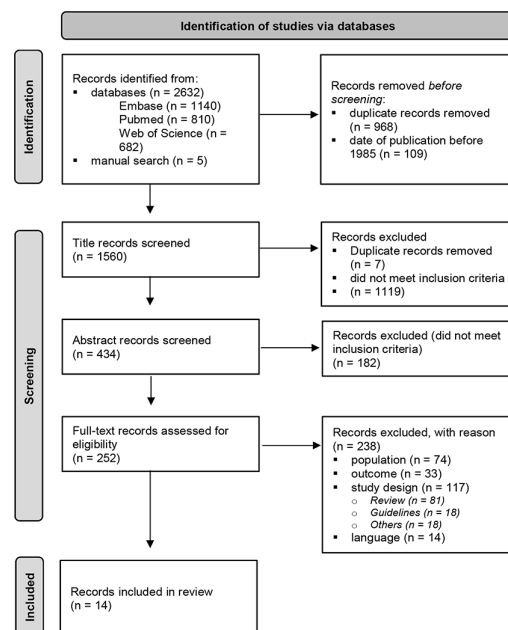 Identification of studies via databases
Identification
Records identified from:
▪ databases (n = 2632)
Embase (n = 1140)
Pubmed (n = 810)
Web of Science (n =
682)
▪ manual search (n = 5)
Records removed before
screening:
▪ duplicate records removed
(n = 968)
▪ date of publication before
1985 (n = 109)
Screening
Title records screened
(n = 1560)
Records excluded
▪ Duplicate records removed
(n = 7)
▪ did not meet inclusion criteria
▪ (n = 1119)
Abstract records screened
(n = 434)
Records excluded (did not meet
inclusion criteria)
(n = 182)
Full-text records assessed for
eligibility
(n = 252)
Records excluded, with reason
(n = 238)
▪ population (n = 74)
▪ outcome (n = 33)
▪ study design (n = 117)
o Review (n = 81)
o Guidelines (n = 18)
o Others (n = 18)
▪ language (n = 14)
Included
Records included in review
(n = 14)